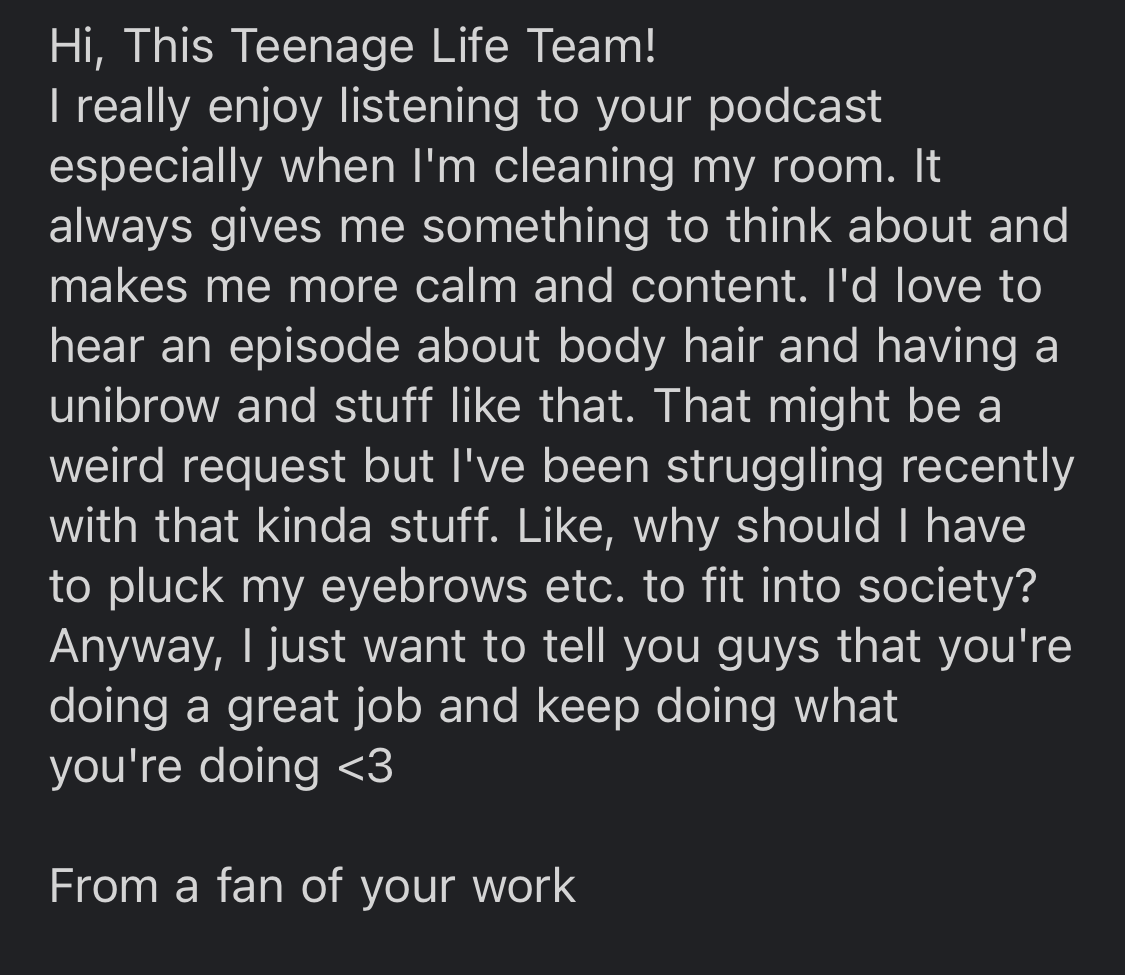 Hi, This Teenage Life Team!
I really enjoy listening to your podcast
especially when I'm cleaning my room. It
always gives me something to think about and
makes me more calm and content. I'd love to
hear an episode about body hair and having a
unibrow and stuff like that. That might be a
weird request but I've been struggling recently
with that kinda stuff. Like, why should I have
to pluck my eyebrows etc. to fit into society?
Anyway, I just want to tell you guys that you're
doing a great job and keep doing what
you're doing <3
From a fan of your work